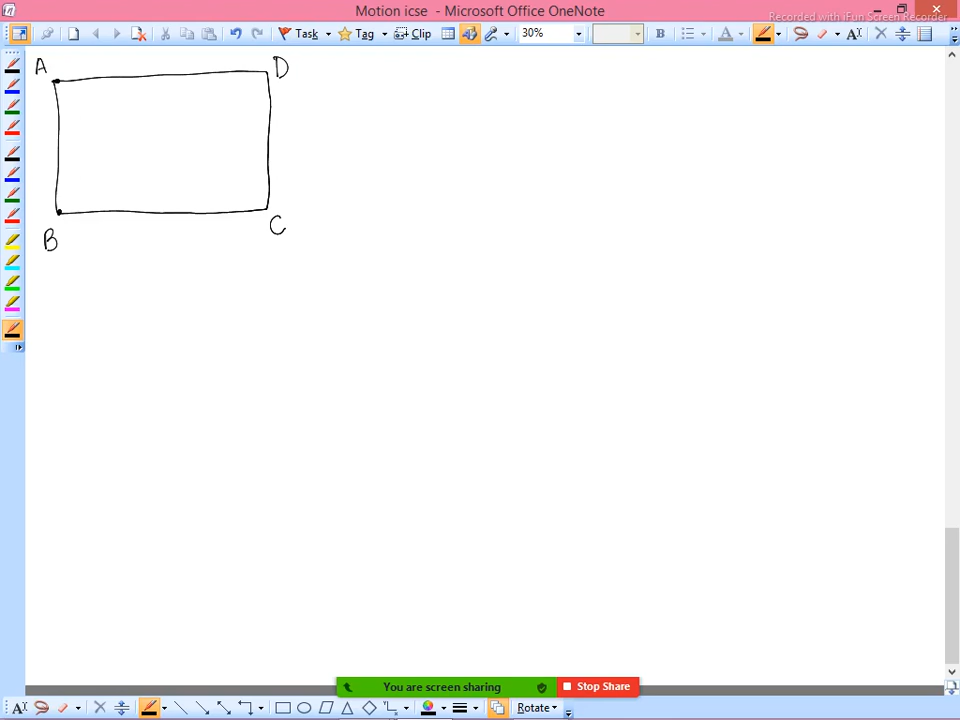 Motion icse - Microsoft Office OneNote
Recorded with iFun Screen Recorder
Task Tag Clip 30% B A A
A D
B C
You are screen sharing Stop Share
A Rotate